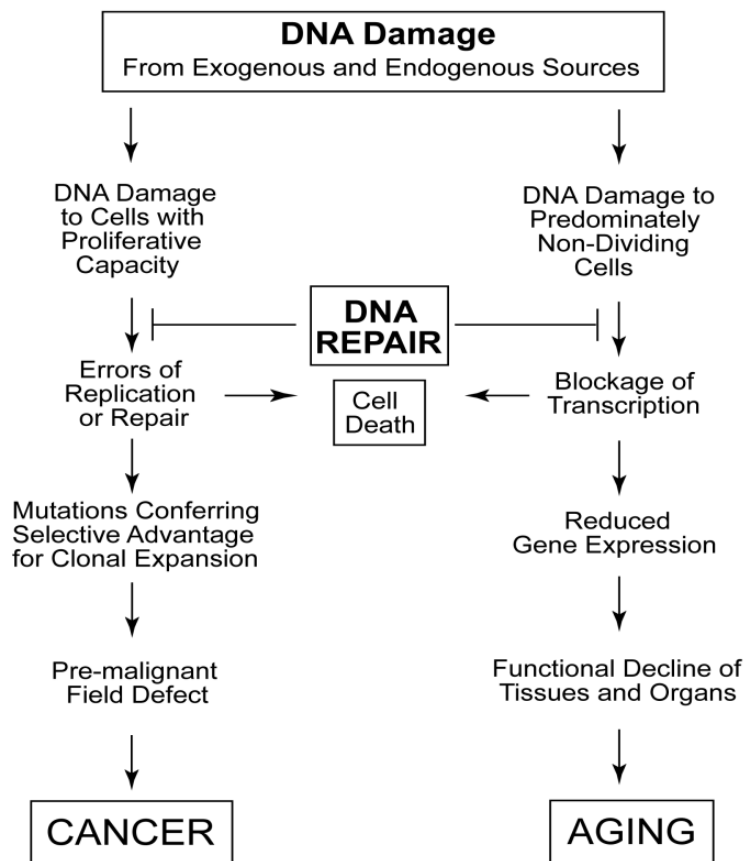 DNA Damage
From Exogenous and Endogenous Sources
DNA Damage
to Cells with
Proliferative
Capacity
DNA Damage to
Predominately
Non-Dividing
Cells
DNA
REPAIR
Errors of
Replication
or Repair
Cell
Death
Blockage of
Transcription
Mutations Conferring
Selective Advantage
for Clonal Expansion
Reduced
Gene Expression
Pre-malignant
Field Defect
Functional Decline of
Tissues and Organs
CANCER
AGING